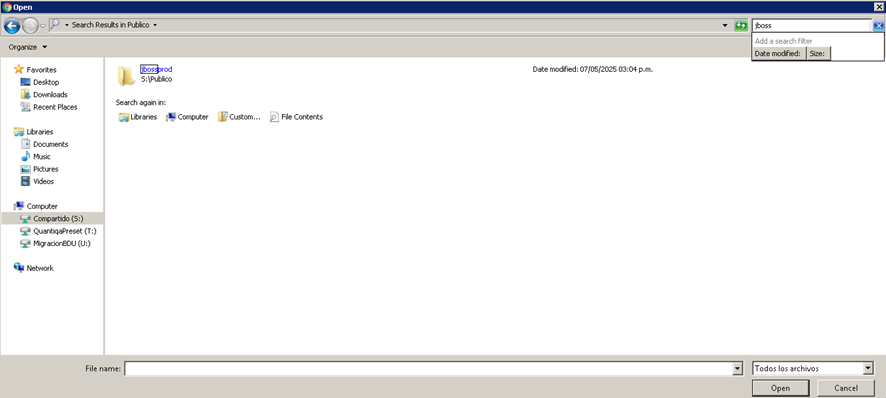 Open
Search Results in Publico
jboss
Add a search filter
Date modified: Size:
Organize
Favorites
Desktop
Downloads
Recent Places
Libraries
Documents
Music
Pictures
Videos
Computer
Compartido (S:)
QuantiqaPreset (T:)
MigracionBDU (U:)
Network
jbossprod
S:\Publico
Date modified: 07/05/2025 03:04 p.m.
Search again in:
Libraries Computer Custom... File Contents
File name:
Todos los archivos
Open Cancel